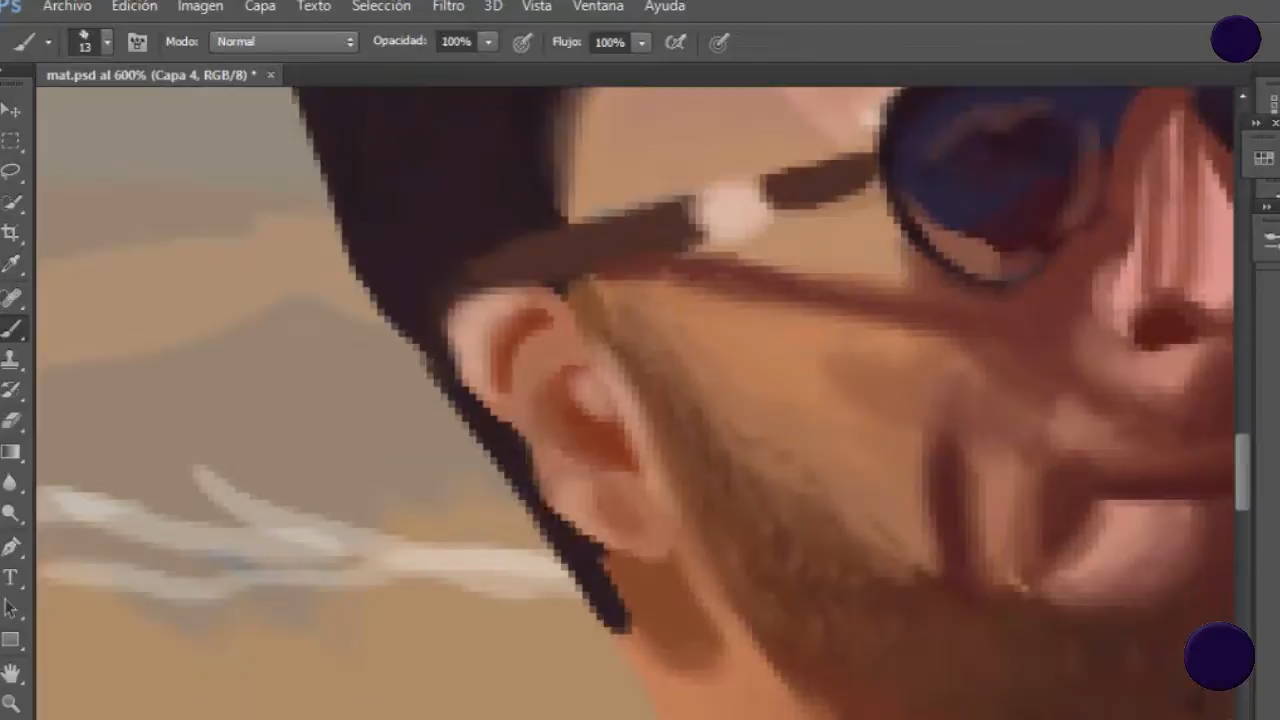 PS Archivo Edición Imagen Capa Texto Selección Filtro 3D Vista Ventana Ayuda
13 Modo: Normal Opacidad: 100% Flujo: 100%
mat.psd al 600% (Capa 4, RGB/8) * ×
T